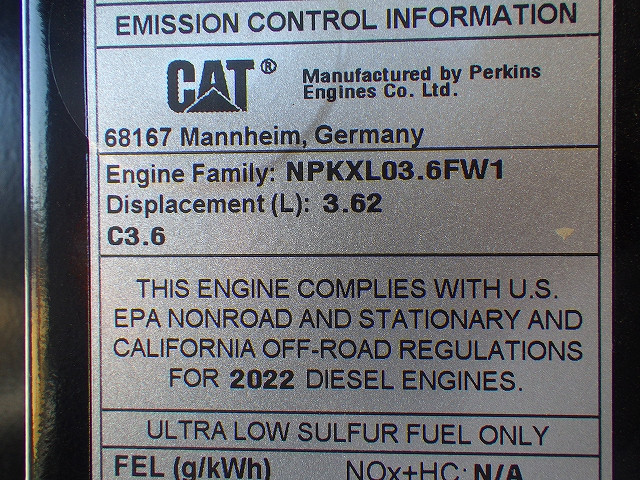 EMISSION CONTROL INFORMATION
CAT® Manufactured by Perkins
Engines Co. Ltd.
68167 Mannheim, Germany
Engine Family: NPKXL03.6FW1
Displacement (L): 3.62
C3.6
THIS ENGINE COMPLIES WITH U.S.
EPA NONROAD AND STATIONARY AND
CALIFORNIA OFF-ROAD REGULATIONS
FOR 2022 DIESEL ENGINES.
ULTRA LOW SULFUR FUEL ONLY
FEL (g/kWh) NOx+HC: N/A